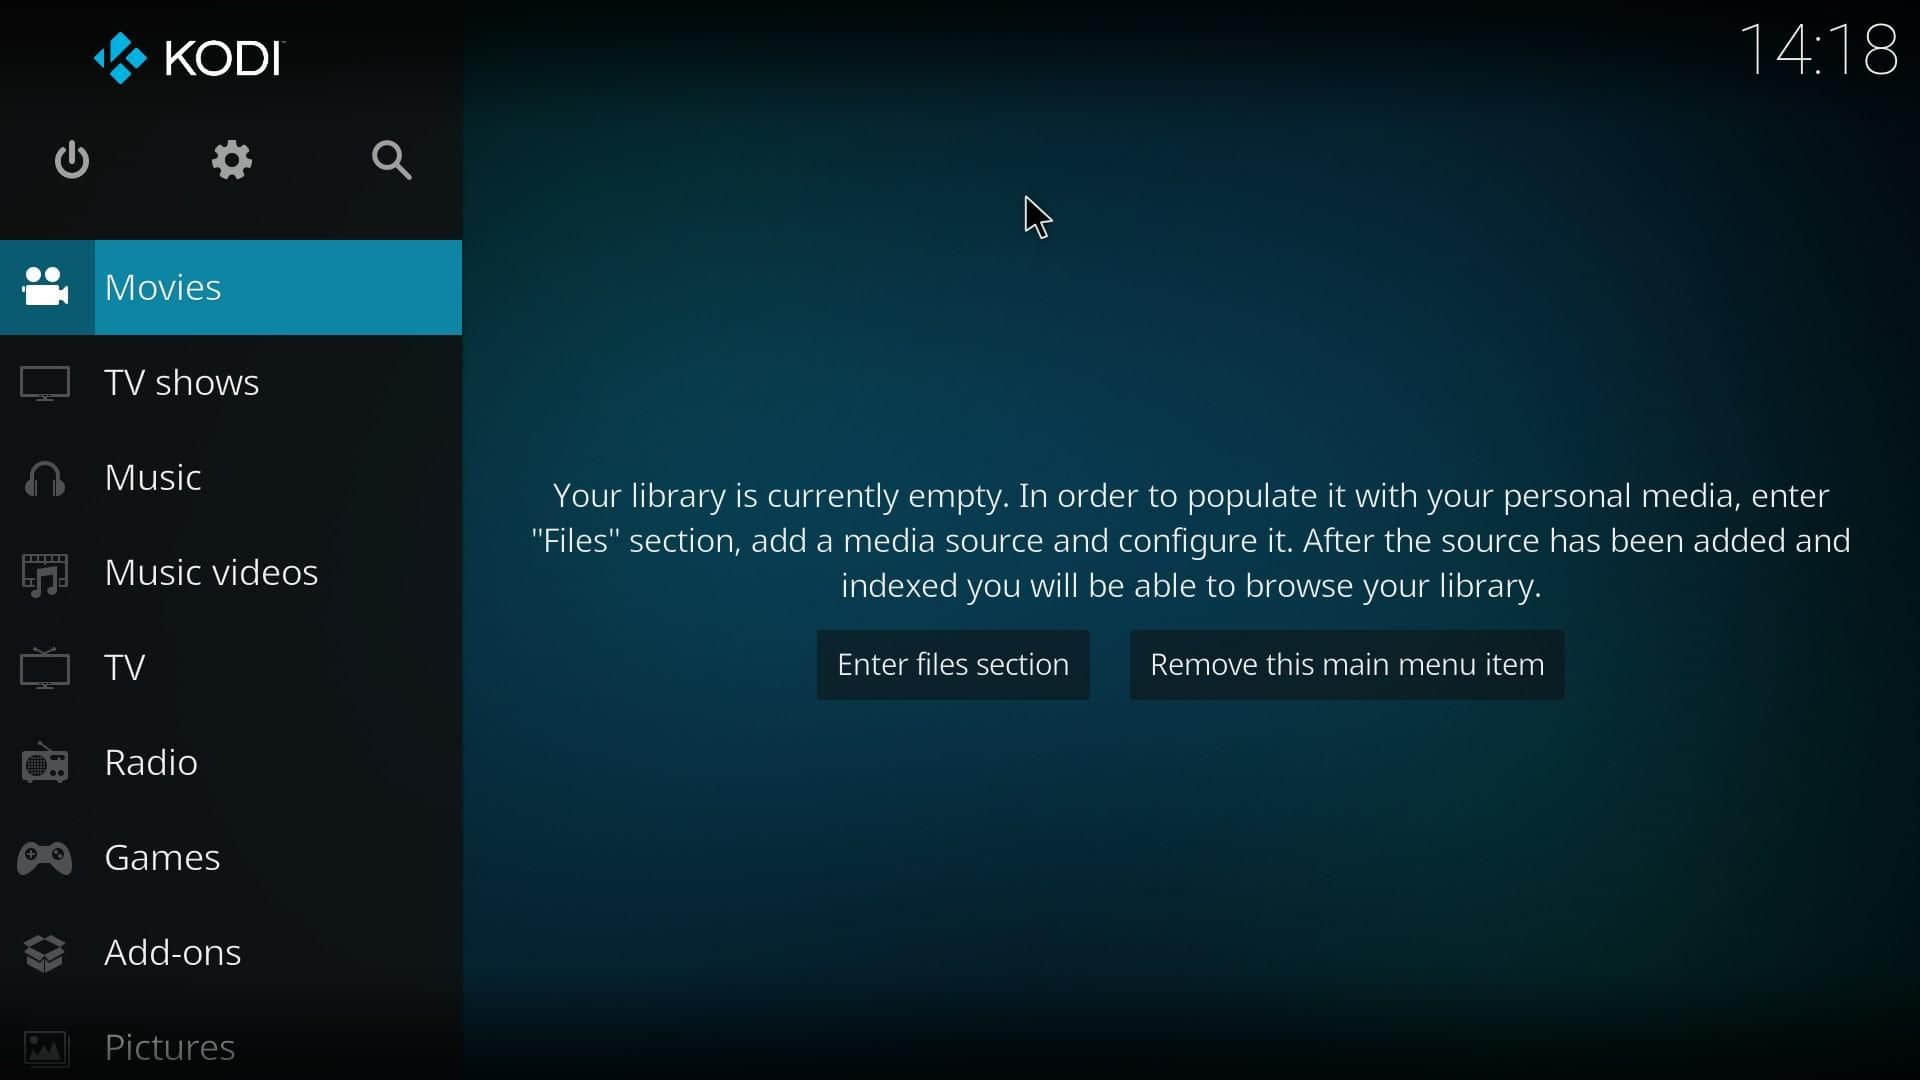 KODI
14:18
Movies
TV shows
Music
Music videos
TV
Radio
Games
Add-ons
Pictures
Your library is currently empty. In order to populate it with your personal media, enter
"Files" section, add a media source and configure it. After the source has been added and
indexed you will be able to browse your library.
Enter files section
Remove this main menu item